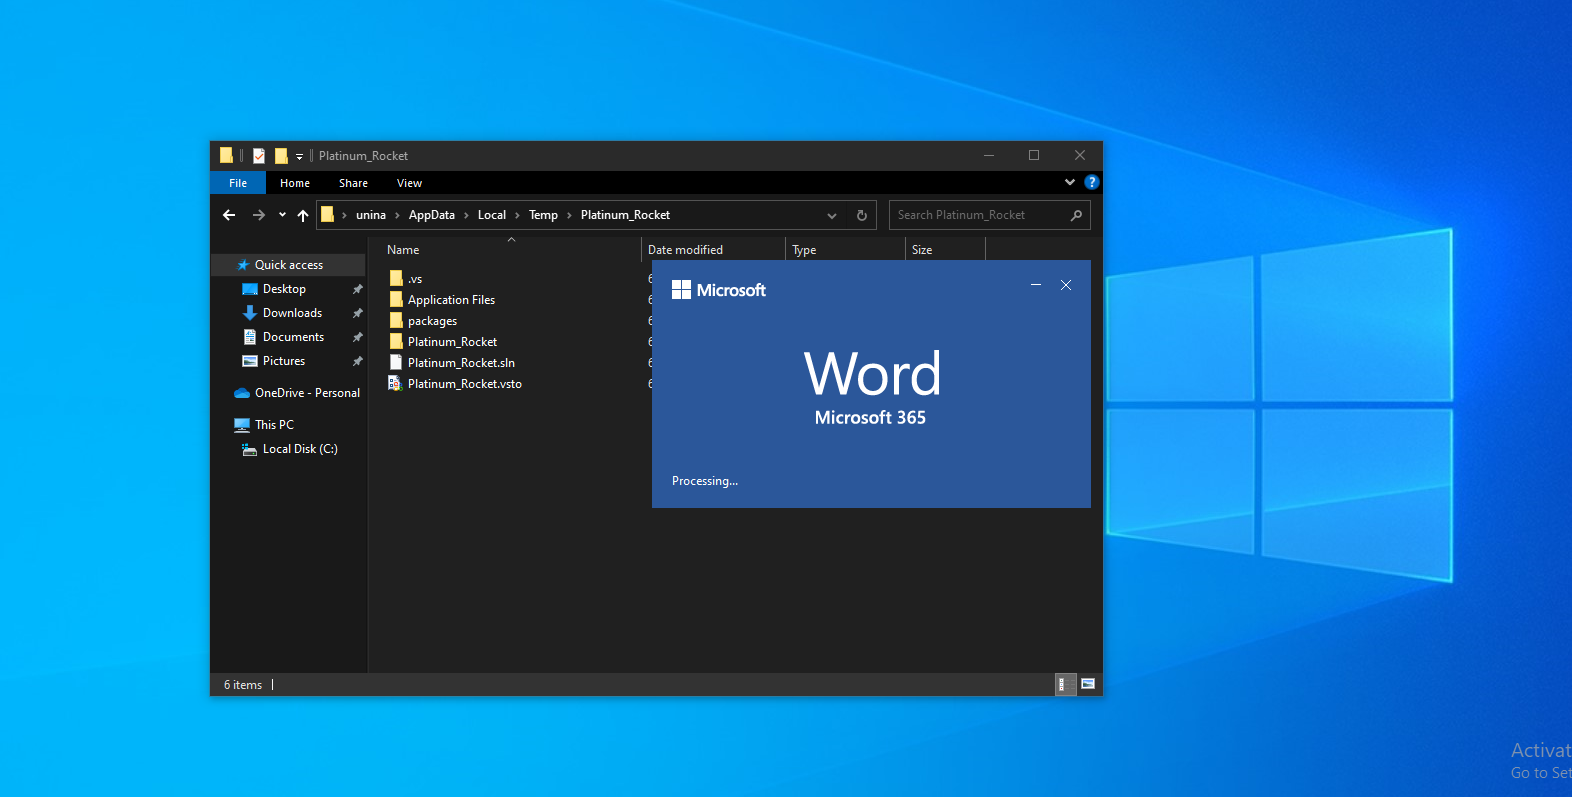 Platinum_Rocket
File Home Share View
unina AppData Local Temp Platinum_Rocket
Search Platinum_Rocket
Name Date modified Type Size
Quick access
Desktop
Downloads
Documents
Pictures
OneDrive - Personal
This PC
Local Disk (C:)
.vs 6
Application Files 6
packages 6
Platinum_Rocket 6
Platinum_Rocket.sln 6
Platinum_Rocket.vsto 6
Microsoft
Word
Microsoft 365
Processing...
6 items
Activat
Go to Set